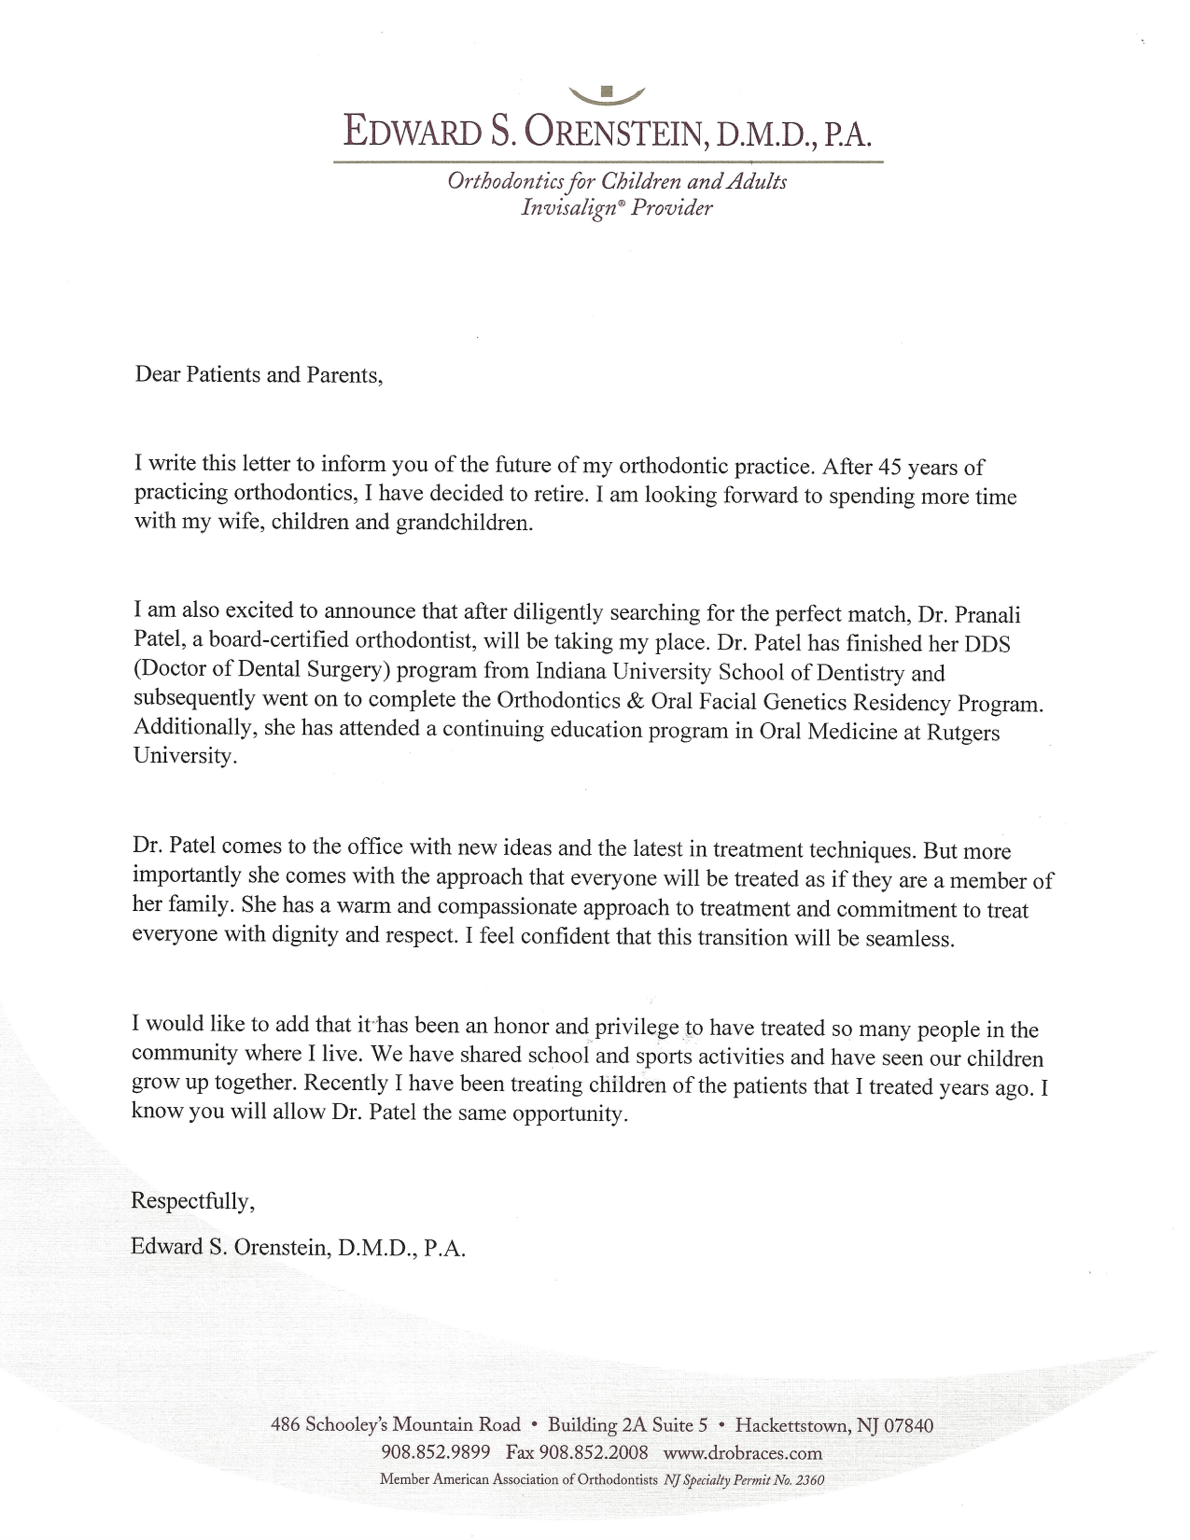 EDWARD S. ORENSTEIN, D.M.D., P.A.
Orthodontics for Children and Adults
Invisalign® Provider
Dear Patients and Parents,
I write this letter to inform you of the future of my orthodontic practice. After 45 years of
practicing orthodontics, I have decided to retire. I am looking forward to spending more time
with my wife, children and grandchildren.
I am also excited to announce that after diligently searching for the perfect match, Dr. Pranali
Patel, a board-certified orthodontist, will be taking my place. Dr. Patel has finished her DDS
(Doctor of Dental Surgery) program from Indiana University School of Dentistry and
subsequently went on to complete the Orthodontics & Oral Facial Genetics Residency Program.
Additionally, she has attended a continuing education program in Oral Medicine at Rutgers
University.
Dr. Patel comes to the office with new ideas and the latest in treatment techniques. But more
importantly she comes with the approach that everyone will be treated as if they are a member of
her family. She has a warm and compassionate approach to treatment and commitment to treat
everyone with dignity and respect. I feel confident that this transition will be seamless.
I would like to add that it has been an honor and privilege to have treated so many people in the
community where I live. We have shared school and sports activities and have seen our children
grow up together. Recently I have been treating children of the patients that I treated years ago. I
know you will allow Dr. Patel the same opportunity.
Respectfully,
Edward S. Orenstein, D.M.D., P.A.
486 Schooley's Mountain Road • Building 2A Suite 5 • Hackettstown, NJ 07840
908.852.9899 Fax 908.852.2008 www.drobraces.com
Member American Association of Orthodontists NJ Specialty Permit No. 2360